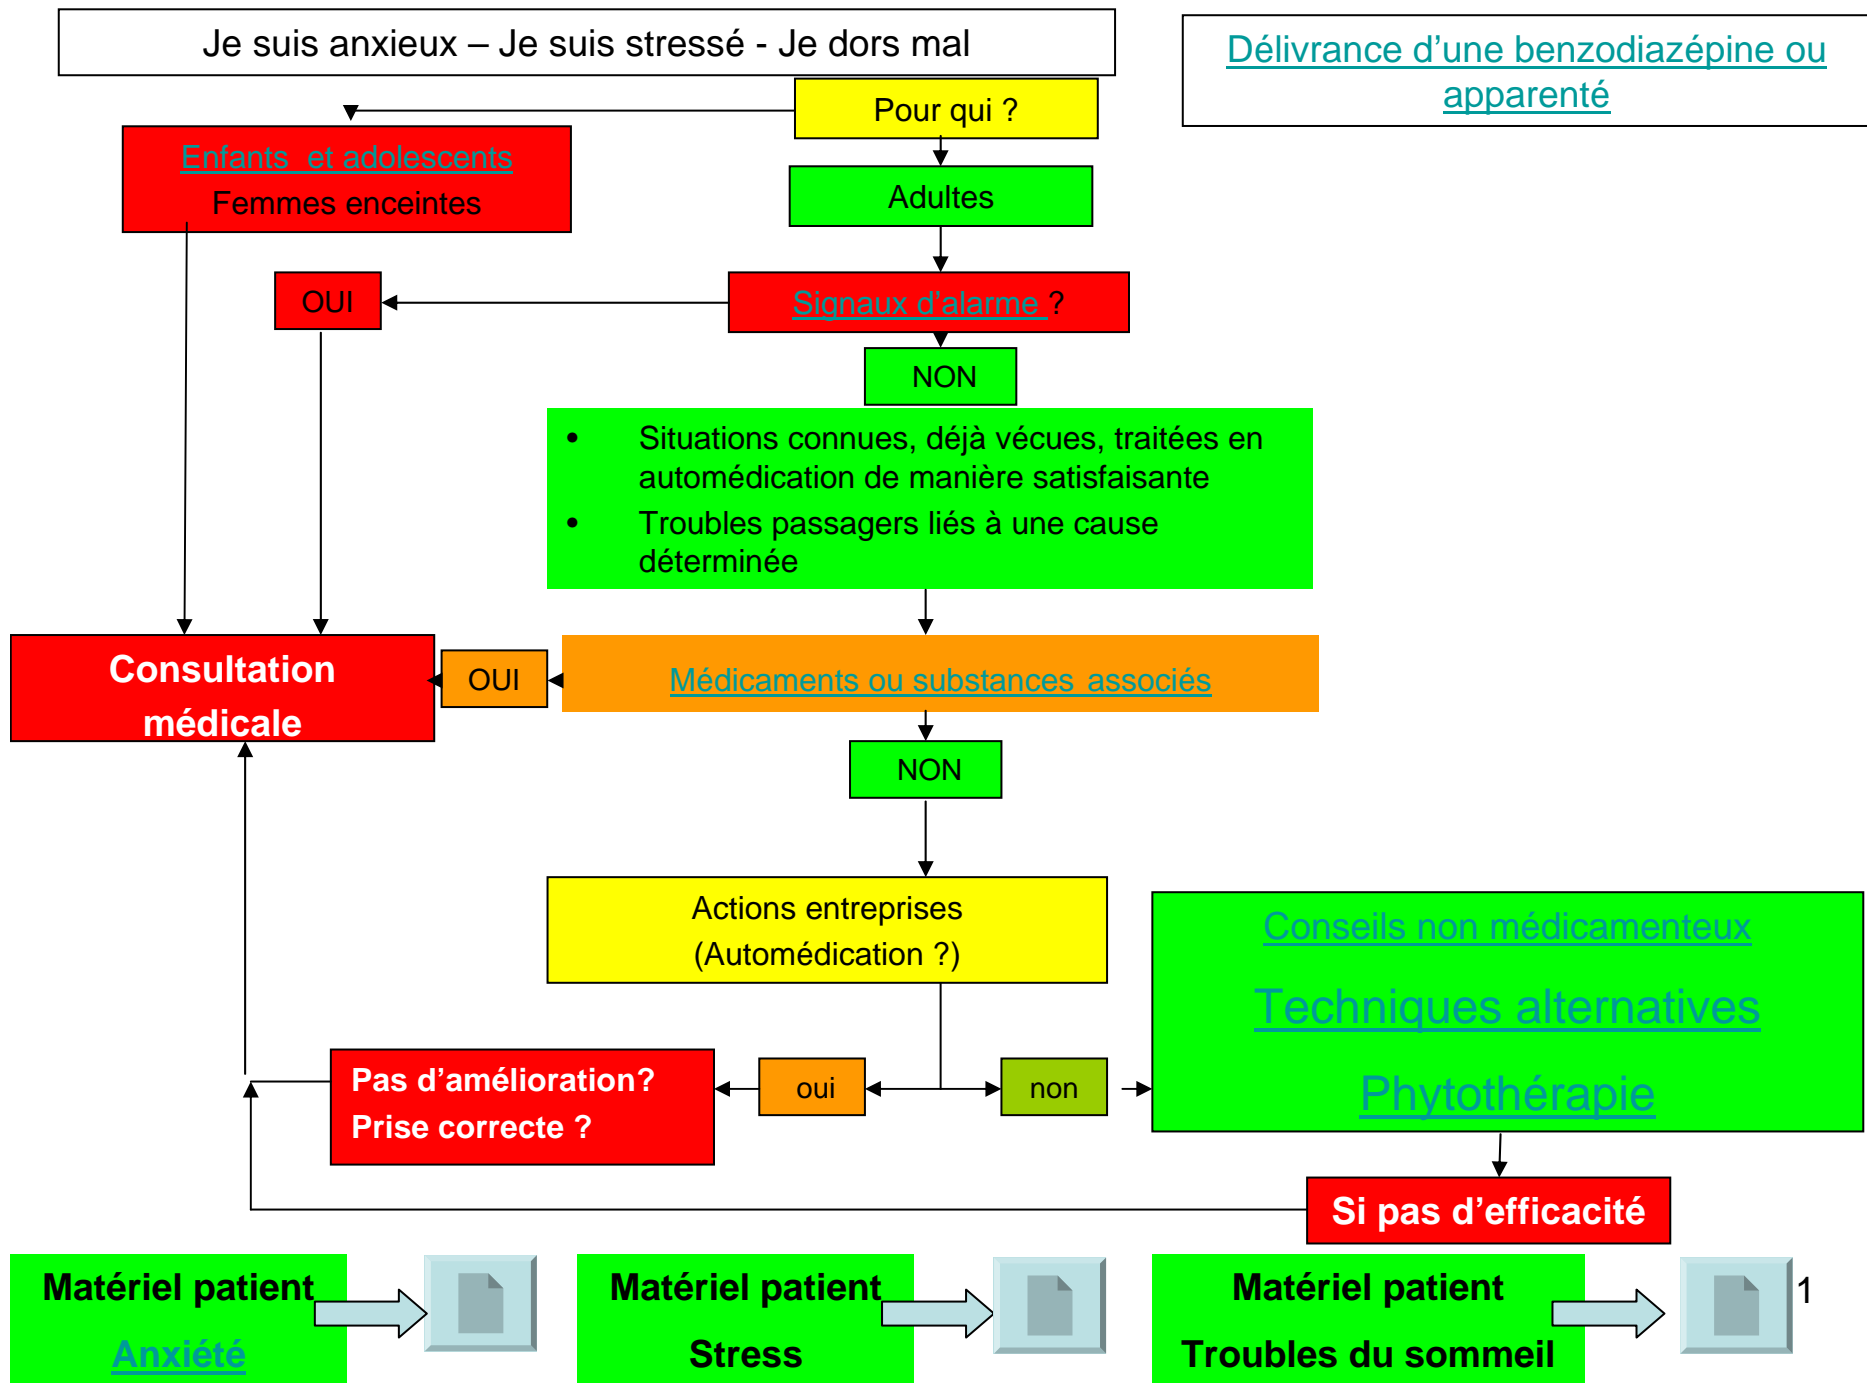 Je suis anxieux – Je suis stressé - Je dors mal
Délivrance d’une benzodiazépine ou
apparenté
Pour qui ?
Enfants et adolescents
Femmes enceintes
Adultes
OUI
Signaux d’alarme ?
NON
• Situations connues, déjà vécues, traitées en
automédication de manière satisfaisante
• Troubles passagers liés à une cause
déterminée
Consultation
médicale
OUI
Médicaments ou substances associés
NON
Actions entreprises
(Automédication ?)
Conseils non médicamenteux
Techniques alternatives
Phytothérapie
Pas d’amélioration?
Prise correcte ?
oui
non
Si pas d’efficacité
Matériel patient
Anxiété
Matériel patient
Stress
Matériel patient
Troubles du sommeil
1